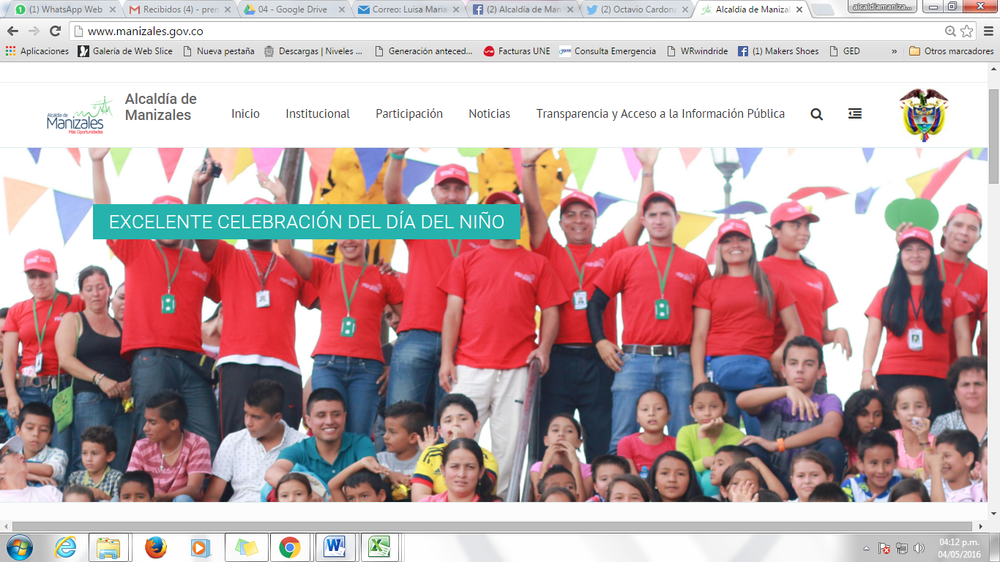 (1) WhatsApp Web
Recibidos (4) - pren
04 - Google Drive
Correo: Luisa Maria
(2) Alcaldía de Man
(2) Octavio Cardona
Alcaldía de Manizal
alcaldiamaniza...
www.manizales.gov.co
Aplicaciones
Galería de Web Slice
Nueva pestaña
Descargas | Niveles ...
Generación anteced...
Facturas UNE
Consulta Emergencia
WRwindride
(1) Makers Shoes
GED
»
Otros marcadores
Alcaldía de
Manizales
Más Oportunidades
Alcaldía de
Manizales
Inicio
Institucional
Participación
Noticias
Transparencia y Acceso a la Información Pública
EXCELENTE CELEBRACIÓN DEL DÍA DEL NIÑO
04:12 p.m.
04/05/2016